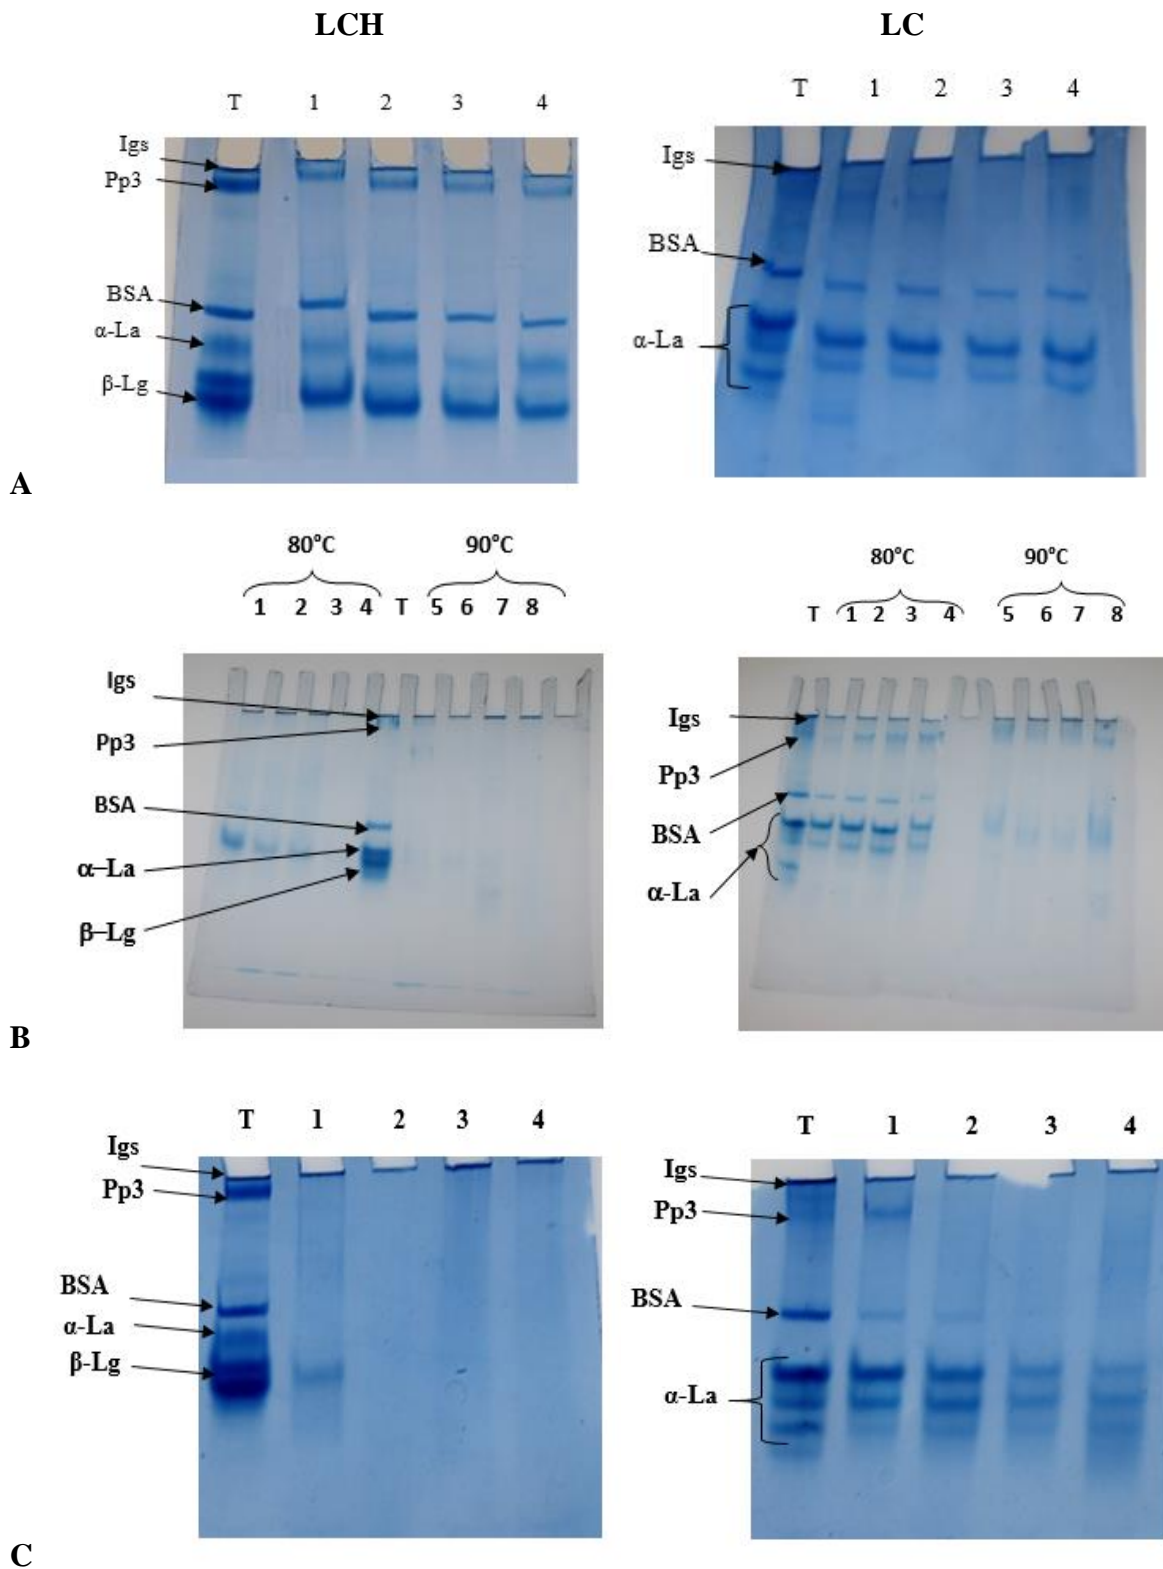 LCH LC
T 1 2 3 4
Igs
Pp3
BSA
α-La
β-Lg
T 1 2 3 4
Igs
BSA
α-La
A
80°C 90°C
1 2 3 4 T 5 6 7 8
Igs
Pp3
BSA
α-La
β-Lg
80°C 90°C
T 1 2 3 4 5 6 7 8
Igs
Pp3
BSA
α-La
B
T 1 2 3 4
Igs
Pp3
BSA
α-La
β-Lg
T 1 2 3 4
Igs
Pp3
BSA
α-La
C